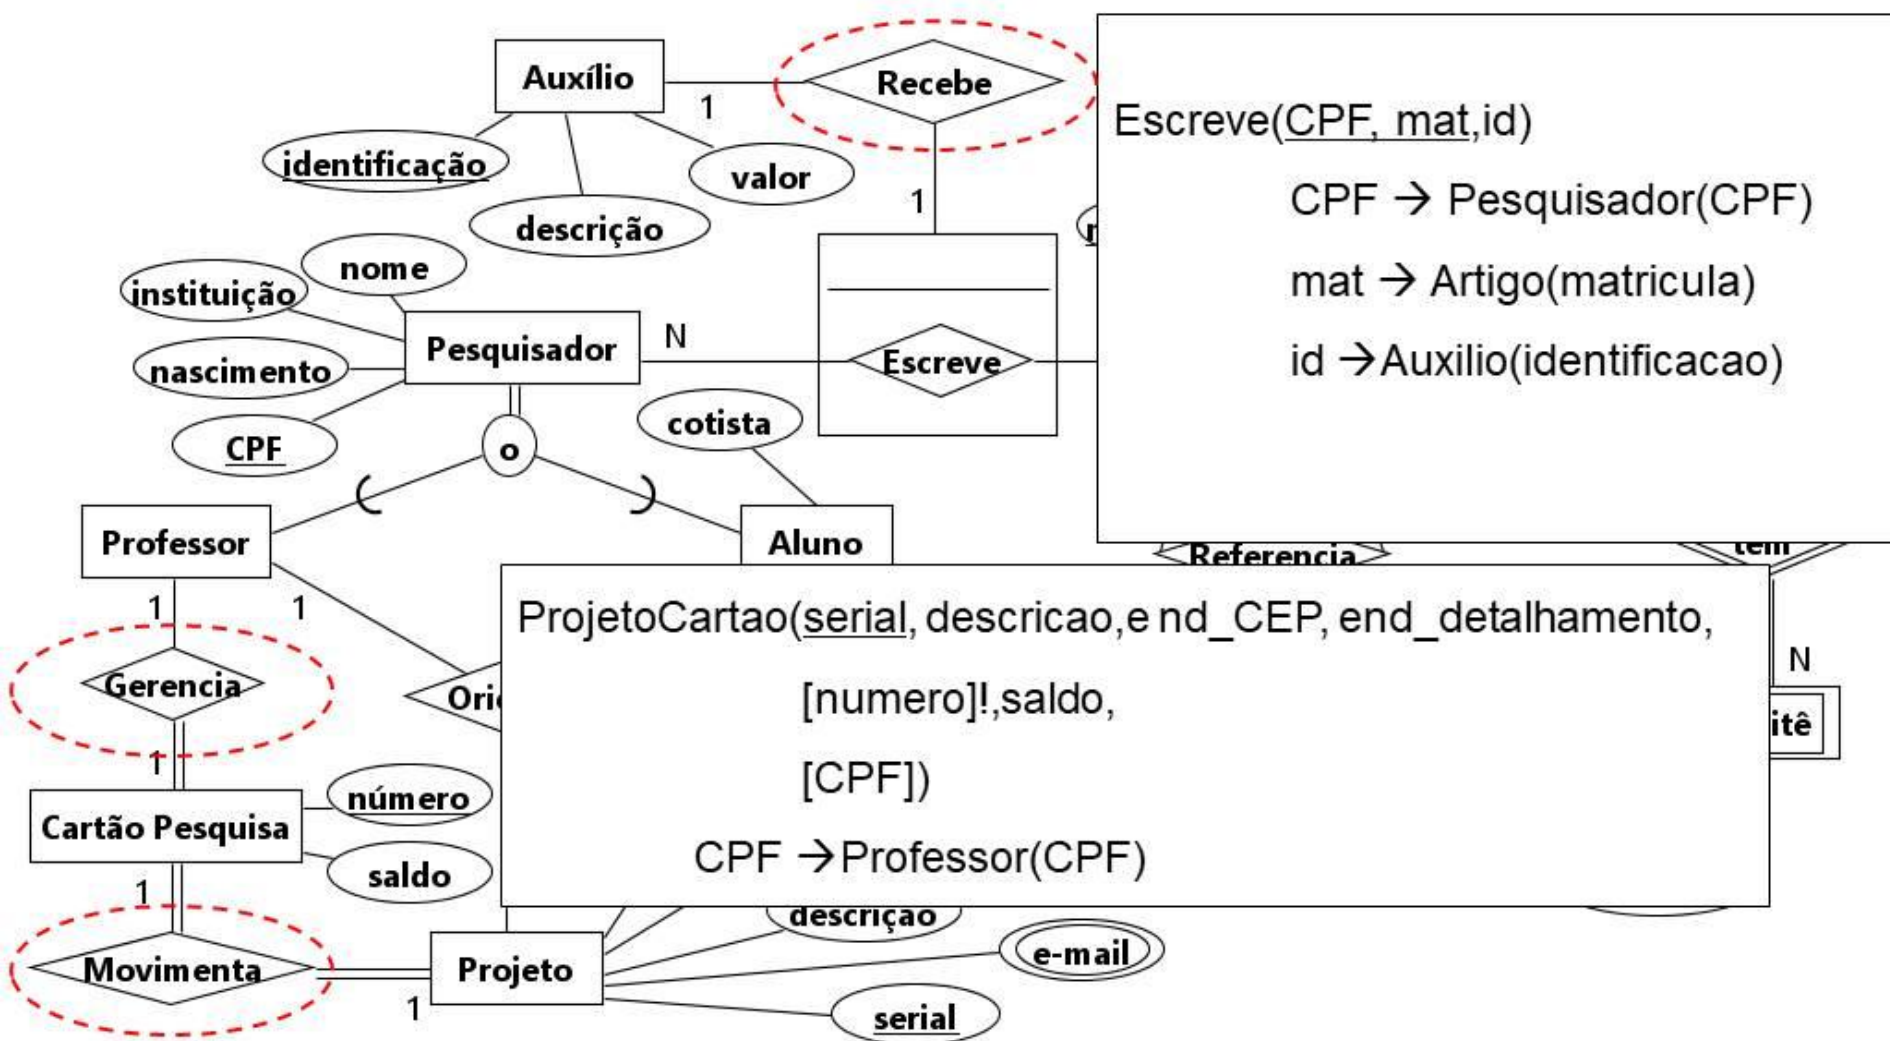 Auxílio
Recebe
1
identificação
valor
descrição
1
nome
instituição
Pesquisador
N
Escreve
nascimento
CPF
o
cotista
Professor
Aluno
1
1
Gerencia
1
Cartão Pesquisa
número
saldo
1
Movimenta
1
Projeto
descrição
e-mail
serial
Referencia
tem
N
itê
Escreve(CPF, mat,id)
CPF → Pesquisador(CPF)
mat → Artigo(matricula)
id →Auxilio(identificacao)
ProjetoCartao(serial, descricao,e nd_CEP, end_detalhamento,
[numero]!,saldo,
[CPF])
CPF →Professor(CPF)